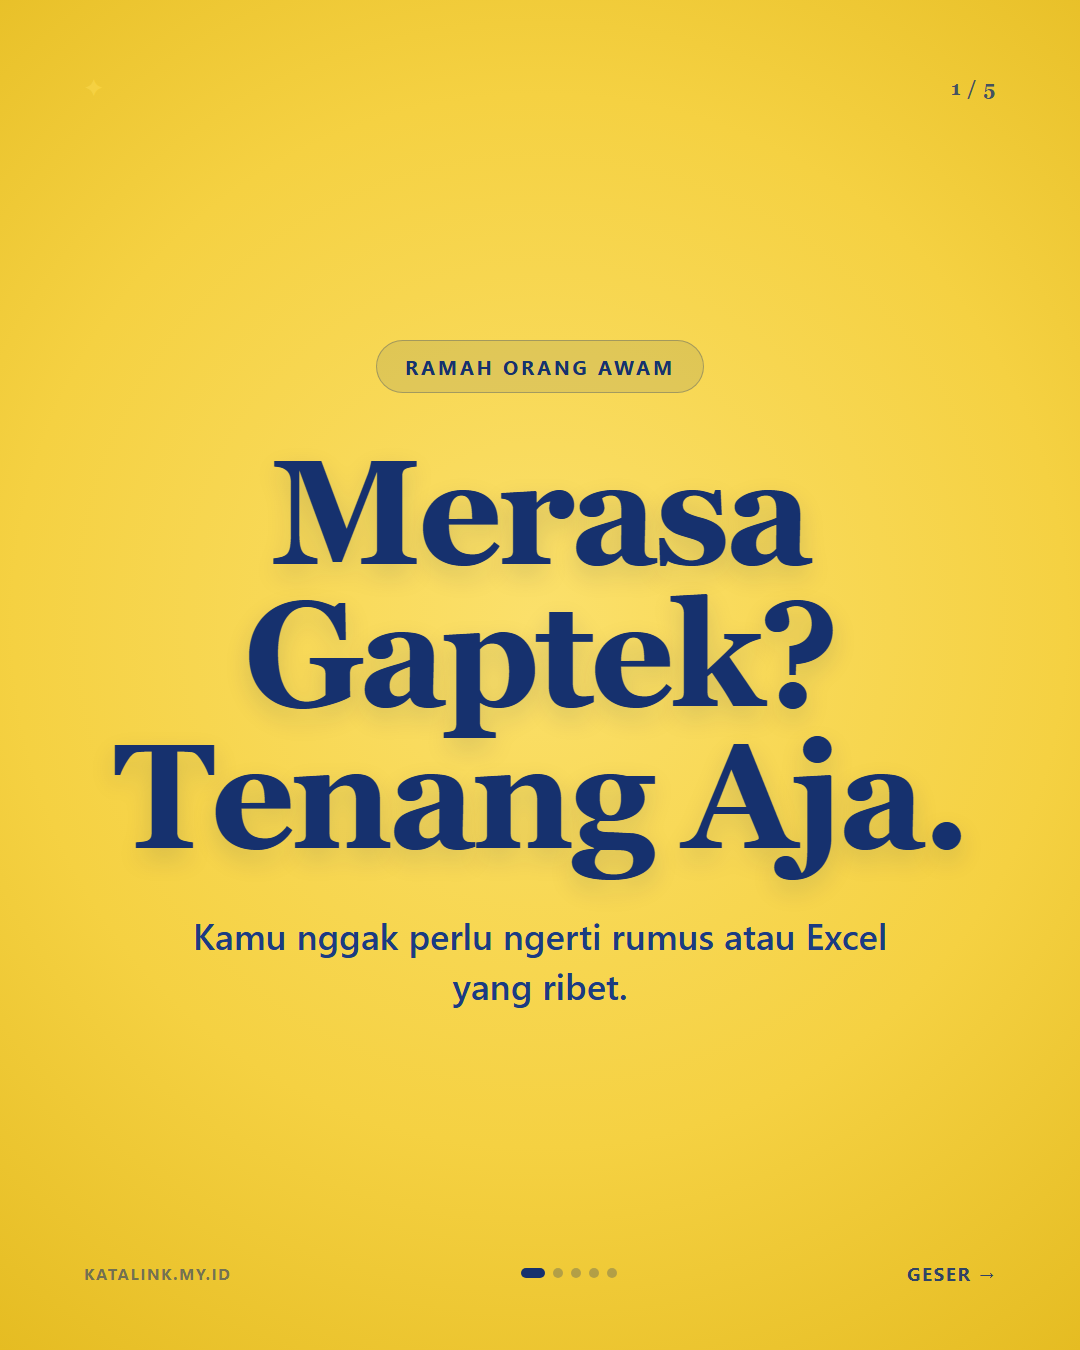 1 / 5
RAMAH ORANG AWAM
Merasa
Gaptek?
Tenang Aja.
Kamu nggak perlu ngerti rumus atau Excel
yang ribet.
KATALINK.MY.ID
GESER →